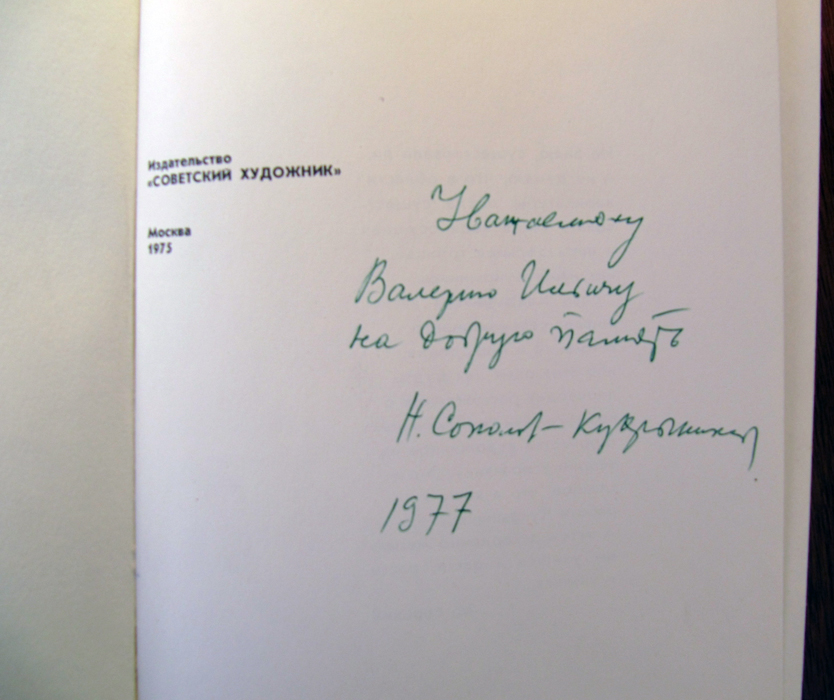 Издательство
«СОВЕТСКИЙ ХУДОЖНИК»
Москва
1975
Уважаемому
Валерию Ильичу
на добрую память
Н. Соколов – Кукрыникс
1977